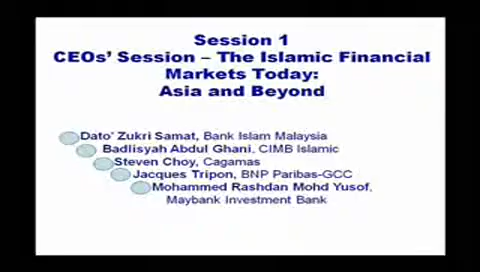 Session 1
CEOs' Session – The Islamic Financial
Markets Today:
Asia and Beyond
Dato' Zukri Samat, Bank Islam Malaysia
Badlisyah Abdul Ghani, CIMB Islamic
Steven Choy, Cagamas
Jacques Tripon, BNP Paribas-GCC
Mohammed Rashdan Mohd Yusof,
Maybank Investment Bank